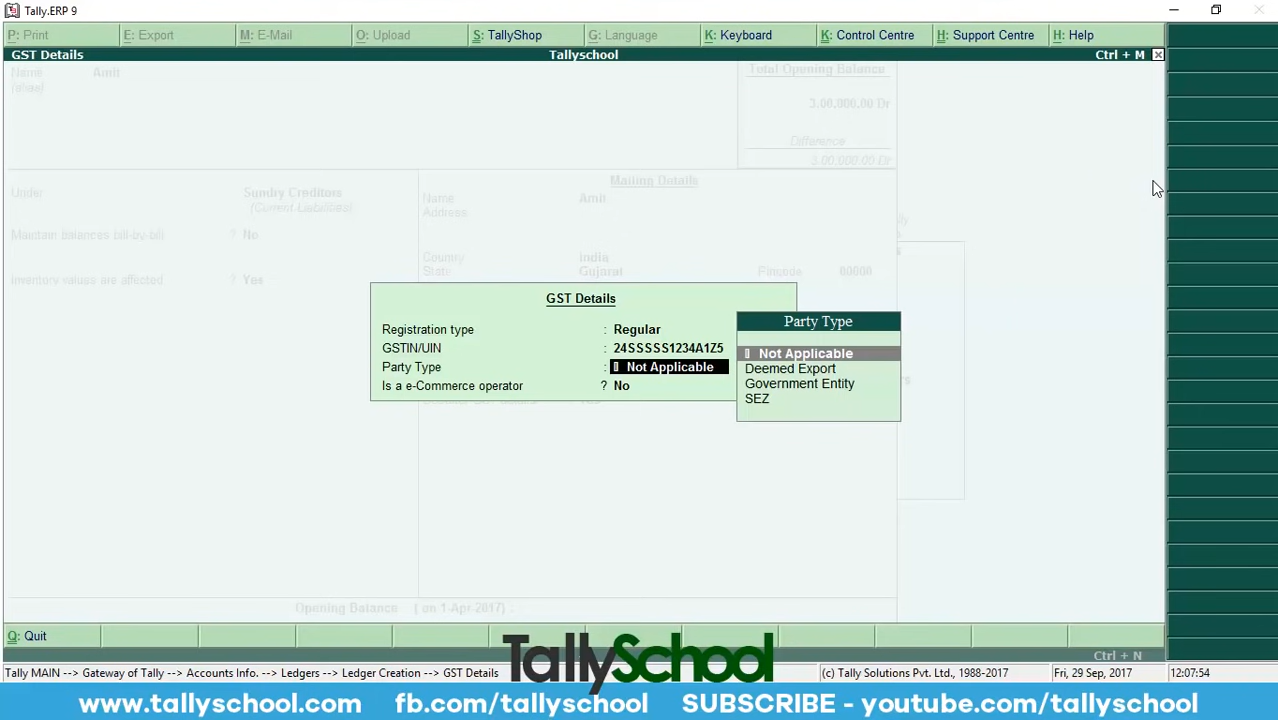 Tally.ERP 9
P: Print E: Export M: E-Mail O: Upload S: TallyShop G: Language K: Keyboard K: Control Centre H: Support Centre H: Help
GST Details Tallyschool Ctrl + M
Name Amit Total Opening Balance
(alias)
3,00,000.00 Dr
Difference
3,00,000.00 Dr
Mailing Details
Under Sundry Creditors Name Amit
(Current Liabilities) Address
Maintain balances bill-by-bill ? No
Country India
State Gujarat Pincode 00000
Inventory values are affected ? Yes
GST Details
Registration type : Regular
GSTIN/UIN : 24SSSSS1234A1Z5
Party Type : Not Applicable
Is a e-Commerce operator ? No
Party Type
Not Applicable
Deemed Export
Government Entity
SEZ
Opening Balance ( on 1-Apr-2017) :
Q: Quit
TallySchool
Ctrl + N
Tally MAIN --> Gateway of Tally --> Accounts Info. --> Ledgers --> Ledger Creation --> GST Details (c) Tally Solutions Pvt. Ltd., 1988-2017 Fri, 29 Sep, 2017 12:07:54
www.tallyschool.com fb.com/tallyschool SUBSCRIBE - youtube.com/tallyschool